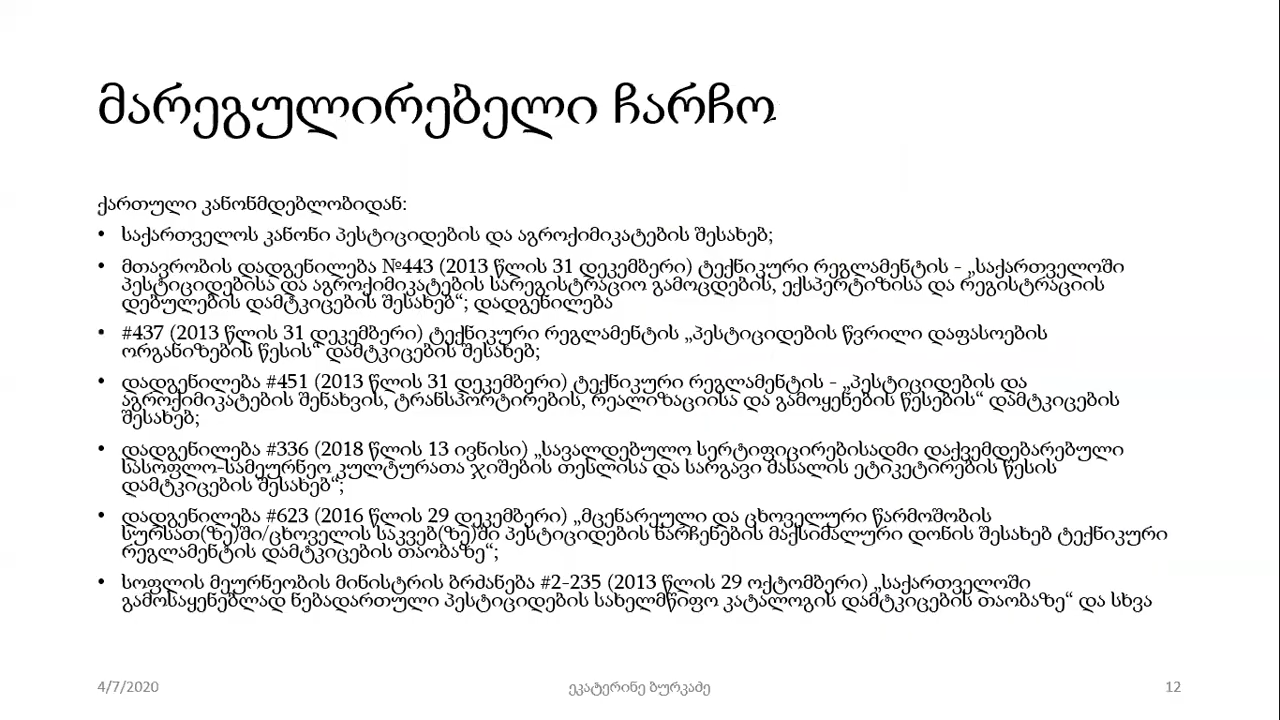 მარეგულირებელი ჩარჩო
ქართული კანონმდებლობიდან:
• საქართველოს კანონი პესტიციდების და აგროქიმიკატების შესახებ;
• მთავრობის დადგენილება №443 (2013 წლის 31 დეკემბერი) ტექნიკური რეგლამენტის - „საქართველოში
პესტიციდებისა და აგროქიმიკატების სარეგისტრაციო გამოცდების, ექსპერტიზისა და რეგისტრაციის
დებულების დამტკიცების შესახებ“; დადგენილება
• #437 (2013 წლის 31 დეკემბერი) ტექნიკური რეგლამენტის „პესტიციდების წვრილი დაფასოების
ორგანიზების წესის“ დამტკიცების შესახებ;
• დადგენილება #451 (2013 წლის 31 დეკემბერი) ტექნიკური რეგლამენტის - „პესტიციდების და
აგროქიმიკატების შენახვის, ტრანსპორტირების, რეალიზაციისა და გამოყენების წესების“ დამტკიცების
შესახებ;
• დადგენილება #336 (2018 წლის 13 ივნისი) „სავალდებულო სერტიფიცირებისადმი დაქვემდებარებული
სასოფლო-სამეურნეო კულტურათა ჯიშების თესლისა და სარგავი მასალის ეტიკეტირების წესის
დამტკიცების შესახებ“;
• დადგენილება #623 (2016 წლის 29 დეკემბერი) „მცენარეული და ცხოველური წარმოშობის
სურსათ(ზე)ში/ცხოველის საკვებ(ზე)ში პესტიციდების ნარჩენების მაქსიმალური დონის შესახებ ტექნიკური
რეგლამენტის დამტკიცების თაობაზე“;
• სოფლის მეურნეობის მინისტრის ბრძანება #2-235 (2013 წლის 29 ოქტომბერი) „საქართველოში
გამოსაყენებლად ნებადართული პესტიციდების სახელმწიფო კატალოგის დამტკიცების თაობაზე“ და სხვა
4/7/2020
ეკატერინე ბურკაძე
12